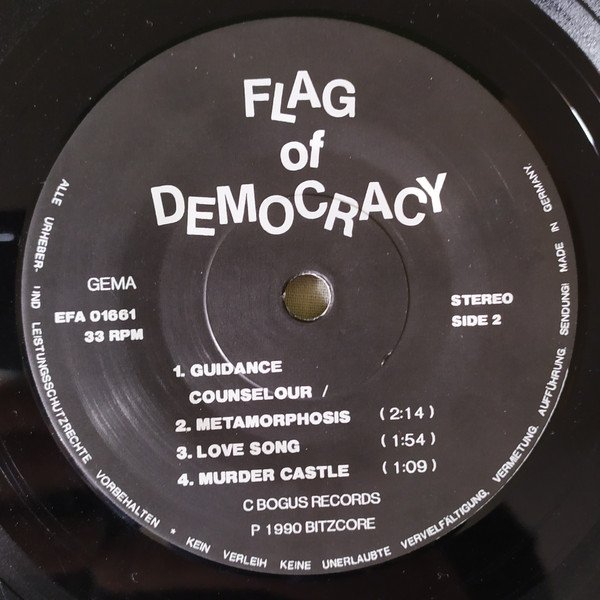 FLAG
of
DEMOCRACY
GEMA
EFA 01661
33 RPM
STEREO
SIDE 2
1. GUIDANCE
COUNSELOUR /
2. METAMORPHOSIS (2:14)
3. LOVE SONG (1:54)
4. MURDER CASTLE (1:09)
C BOGUS RECORDS
P 1990 BITZCORE
ALLE URHEBER- IND LEISTUNGSSCHUTZRECHTE VORBEHALTEN * KEIN VERLEIH KEINE UNERLAUBTE VERVIELFÄLTIGUNG. VERMIETUNG. AUFFÜHRUNG. SENDUNG! MADE IN GERMANY.